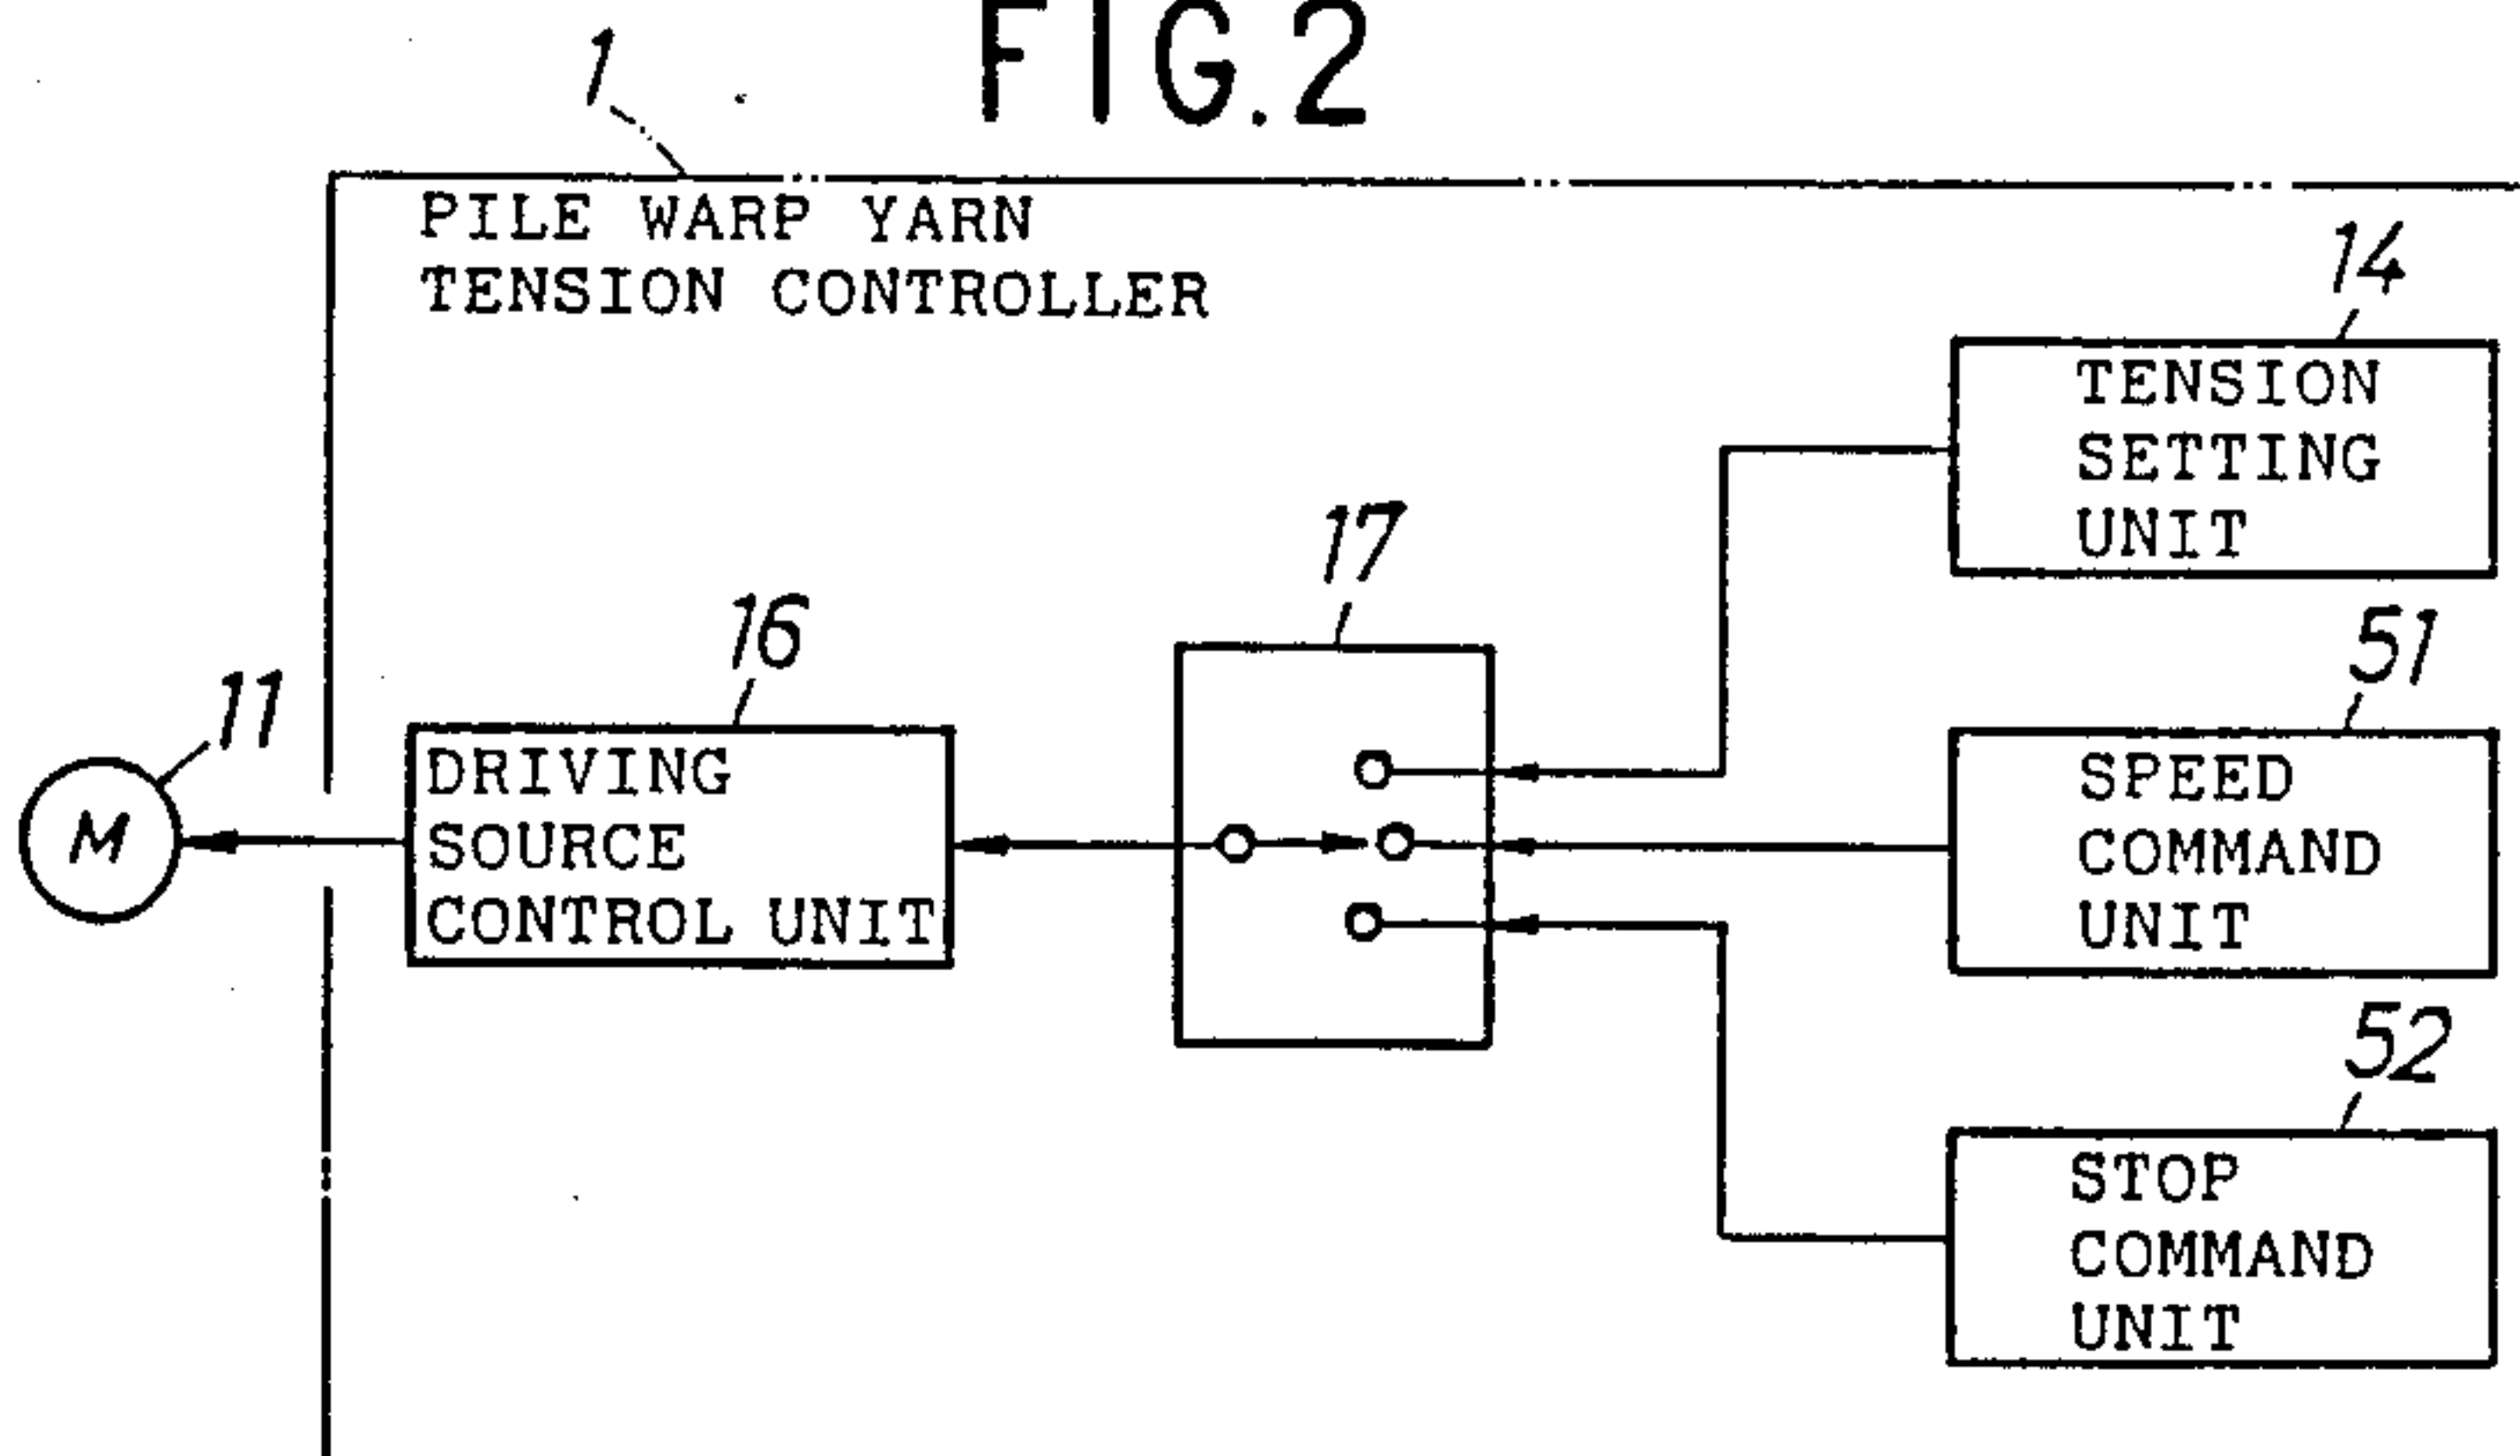 FIG.2
1
PILE WARP YARN
TENSION CONTROLLER
14
TENSION
SETTING
UNIT
17
16
51
11
DRIVING
SOURCE
CONTROL UNIT
M
SPEED
COMMAND
UNIT
52
STOP
COMMAND
UNIT